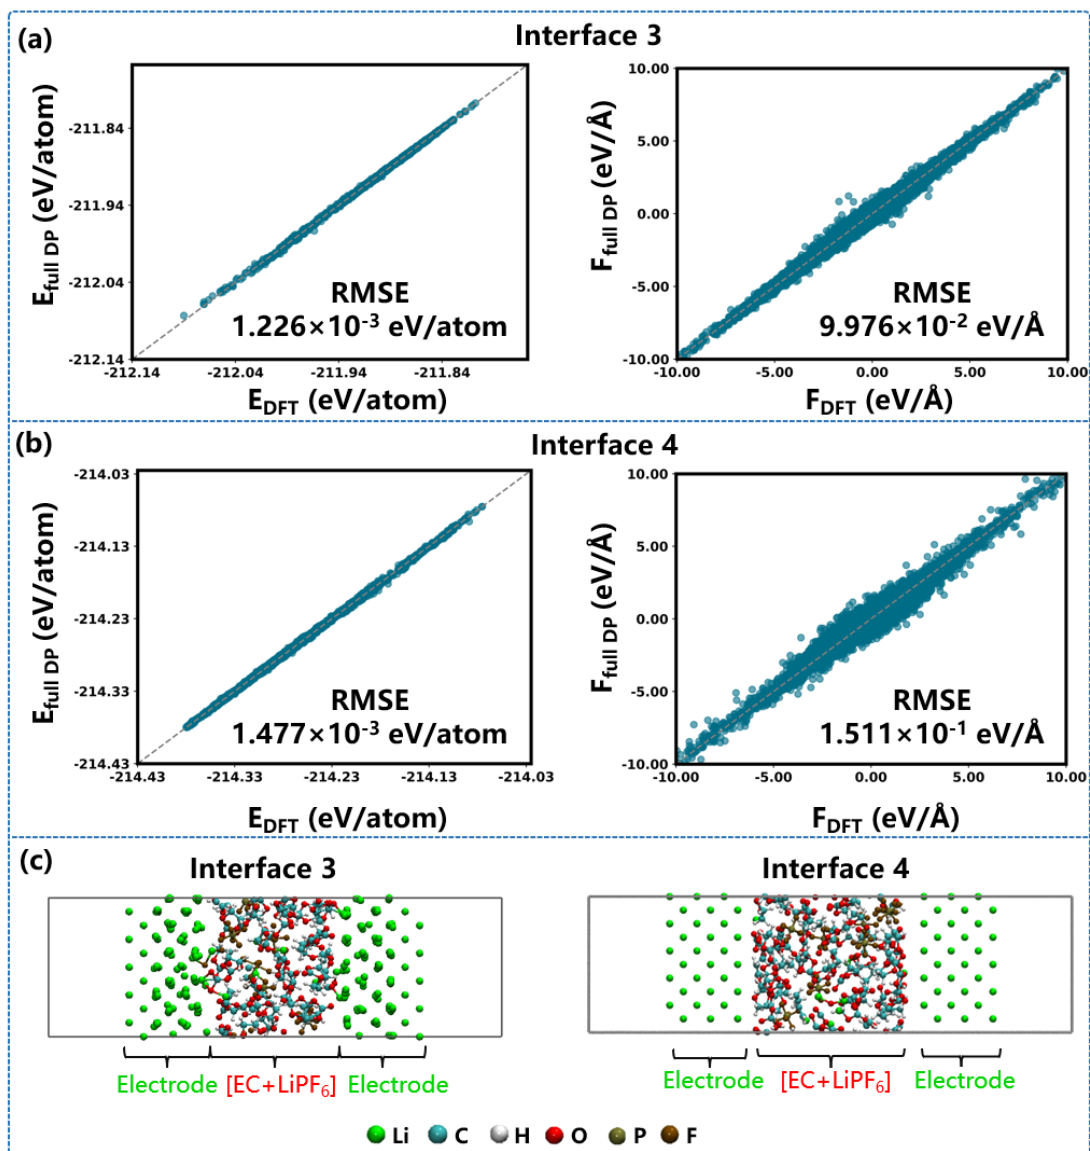 (a)
Interface 3
E_full DP (eV/atom)
-211.84
-211.94
-212.04
-212.14
RMSE
1.226×10⁻³ eV/atom
-212.14 -212.04 -211.94 -211.84
E_DFT (eV/atom)
F_full DP (eV/Å)
10.00
5.00
0.00
-5.00
-10.00
RMSE
9.976×10⁻² eV/Å
-10.00 -5.00 0.00 5.00 10.00
F_DFT (eV/Å)
(b)
Interface 4
E_full DP (eV/atom)
-214.03
-214.13
-214.23
-214.33
-214.43
RMSE
1.477×10⁻³ eV/atom
-214.43 -214.33 -214.23 -214.13 -214.03
E_DFT (eV/atom)
F_full DP (eV/Å)
10.00
5.00
0.00
-5.00
-10.00
RMSE
1.511×10⁻¹ eV/Å
-10.00 -5.00 0.00 5.00 10.00
F_DFT (eV/Å)
(c)
Interface 3
Electrode [EC+LiPF₆] Electrode
Interface 4
Electrode [EC+LiPF₆] Electrode
Li C H O P F